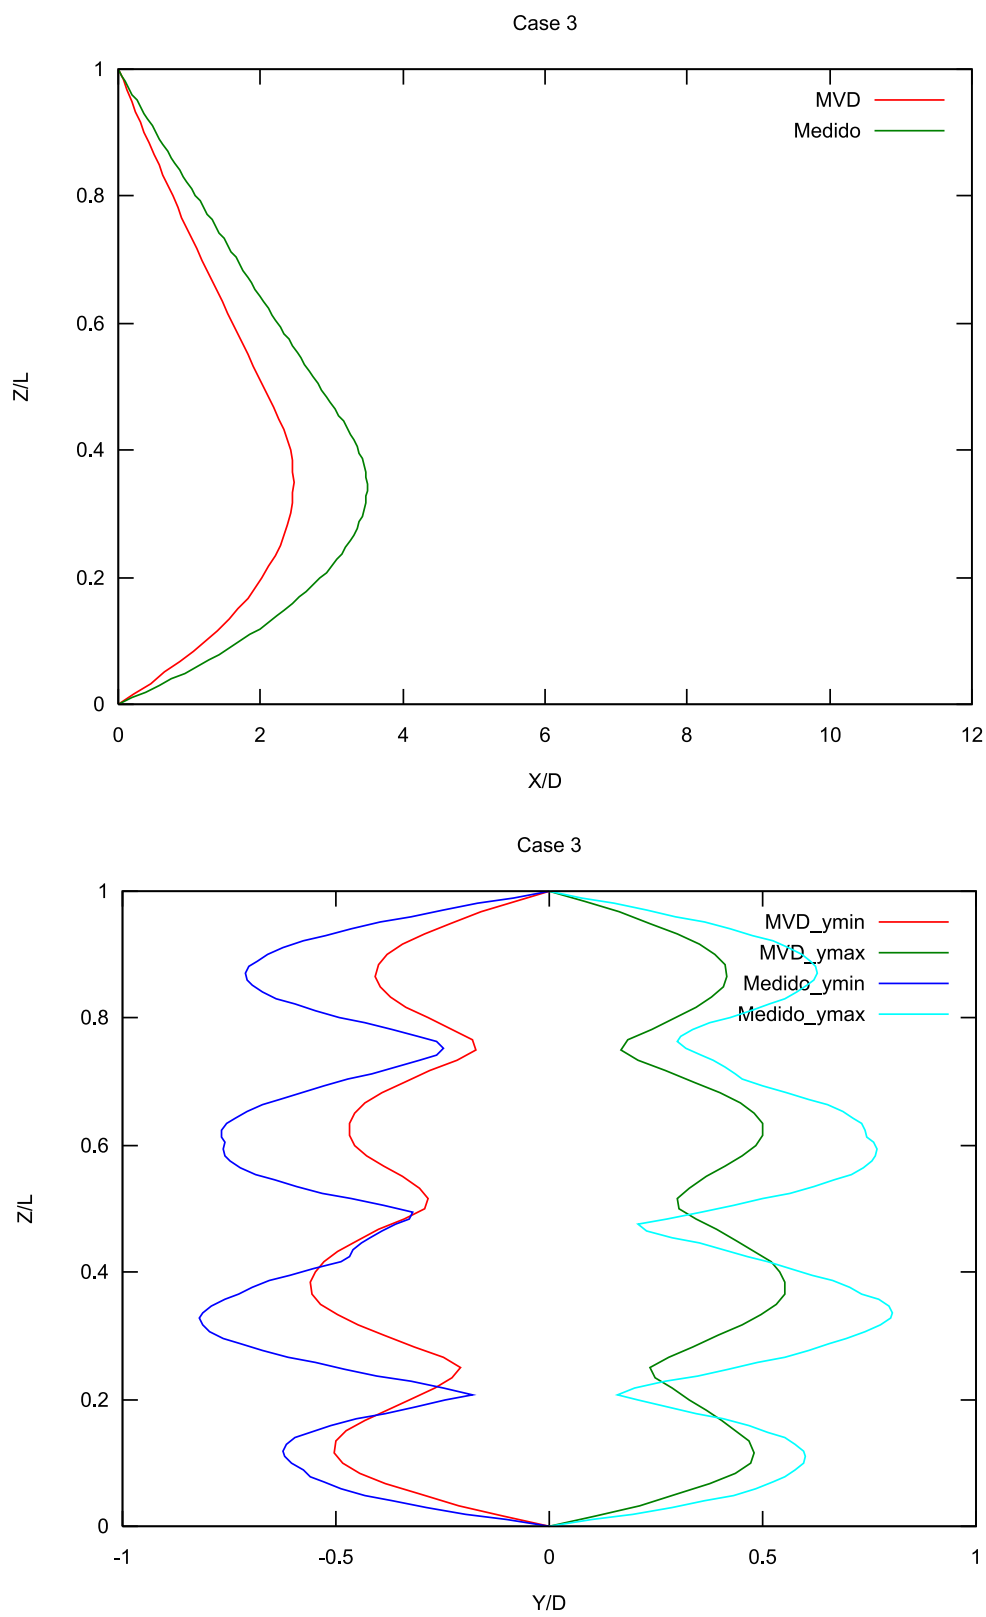 Case 3
1
MVD
Medido
0.8
0.6
Z/L
0.4
0.2
0
0 2 4 6 8 10 12
X/D
Case 3
1
MVD_ymin
MVD_ymax
Medido_ymin
Medido_ymax
0.8
0.6
Z/L
0.4
0.2
0
-1 -0.5 0 0.5 1
Y/D